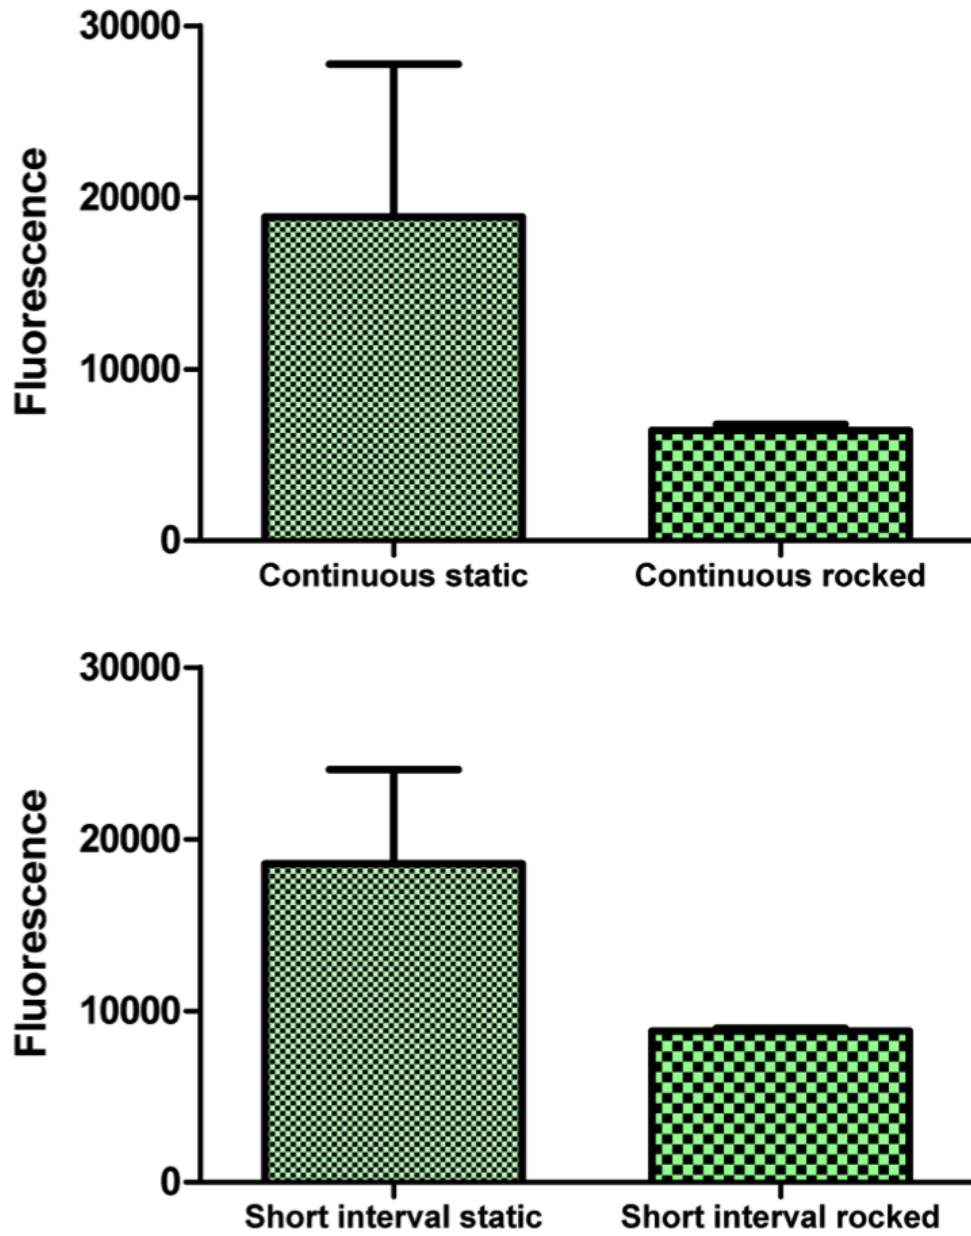 30000
20000
Fluorescence
10000
0
Continuous static Continuous rocked
30000
20000
Fluorescence
10000
0
Short interval static Short interval rocked